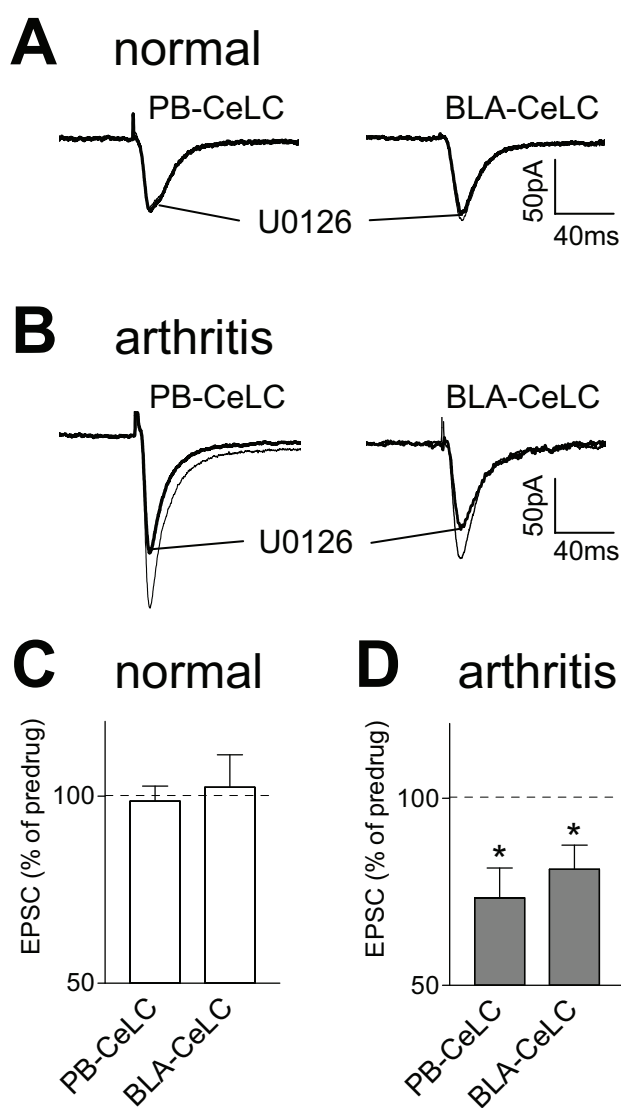 A normal
PB-CeLC BLA-CeLC
U0126
50pA
40ms
B arthritis
PB-CeLC BLA-CeLC
U0126
50pA
40ms
C normal
EPSC (% of predrug)
100
50
PB-CeLC
BLA-CeLC
D arthritis
EPSC (% of predrug)
100
* *
50
PB-CeLC
BLA-CeLC